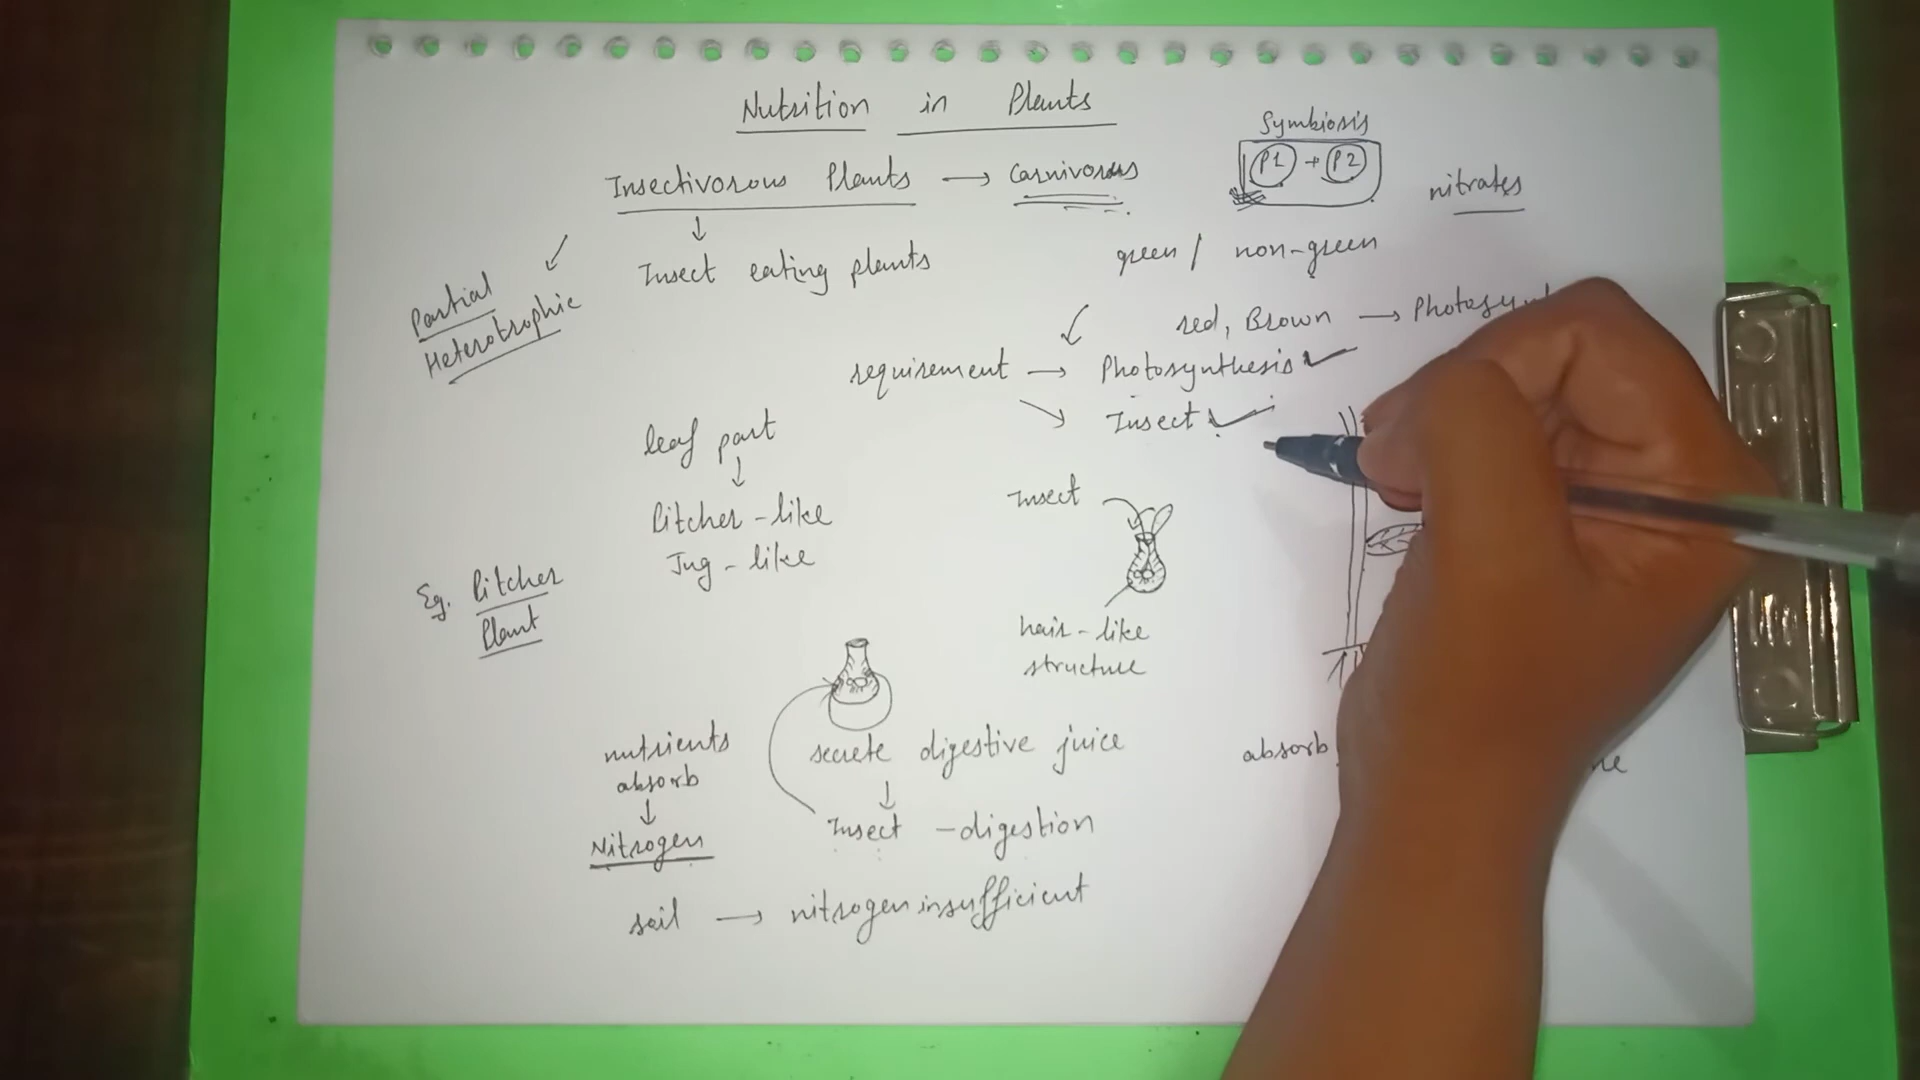 Nutrition in Plants
Symbiosis
P1 + P2
Insectivorous Plants → Carnivorous
nitrates
↓
Insect eating plants
green / non-green
Partial
Heterotrophic
red, Brown → Photosynt
requirement → Photosynthesis ✓
Insect ✓
leaf part
↓
Pitcher-like
Jug-like
Insect
Eg. Pitcher
Plant
hair-like
structure
nutrients
absorb
↓
Nitrogen
secrete digestive juice
↓
Insect - digestion
absorb
soil → nitrogen insufficient